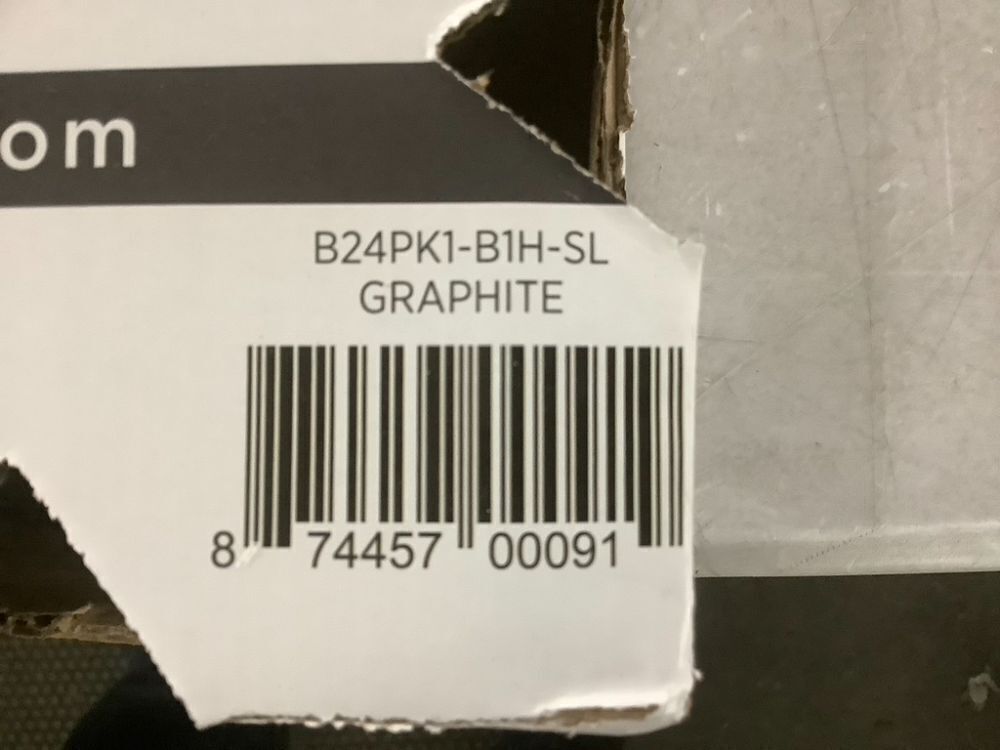 om
B24PK1-B1H-SL
GRAPHITE
8 74457 00091